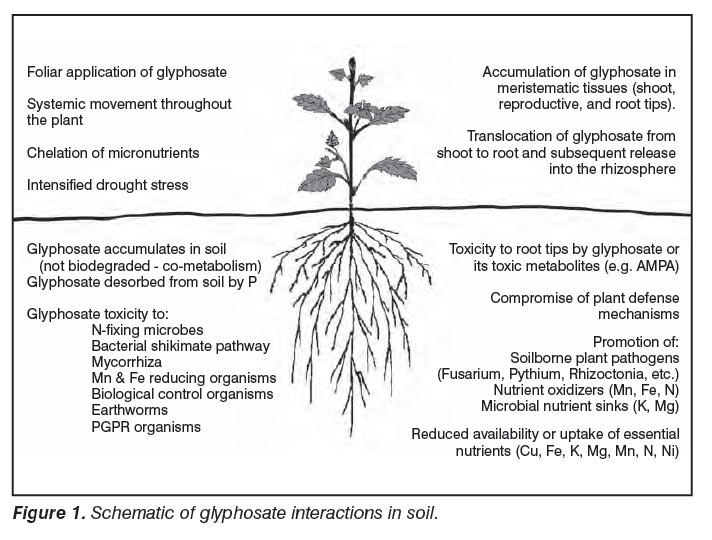 Foliar application of glyphosate
Systemic movement throughout
the plant
Chelation of micronutrients
Intensified drought stress
Accumulation of glyphosate in
meristematic tissues (shoot,
reproductive, and root tips).
Translocation of glyphosate from
shoot to root and subsequent release
into the rhizosphere
Glyphosate accumulates in soil
(not biodegraded - co-metabolism)
Glyphosate desorbed from soil by P
Glyphosate toxicity to:
N-fixing microbes
Bacterial shikimate pathway
Mycorrhiza
Mn & Fe reducing organisms
Biological control organisms
Earthworms
PGPR organisms
Toxicity to root tips by glyphosate or
its toxic metabolites (e.g. AMPA)
Compromise of plant defense
mechanisms
Promotion of:
Soilborne plant pathogens
(Fusarium, Pythium, Rhizoctonia, etc.)
Nutrient oxidizers (Mn, Fe, N)
Microbial nutrient sinks (K, Mg)
Reduced availability or uptake of essential
nutrients (Cu, Fe, K, Mg, Mn, N, Ni)
Figure 1. Schematic of glyphosate interactions in soil.